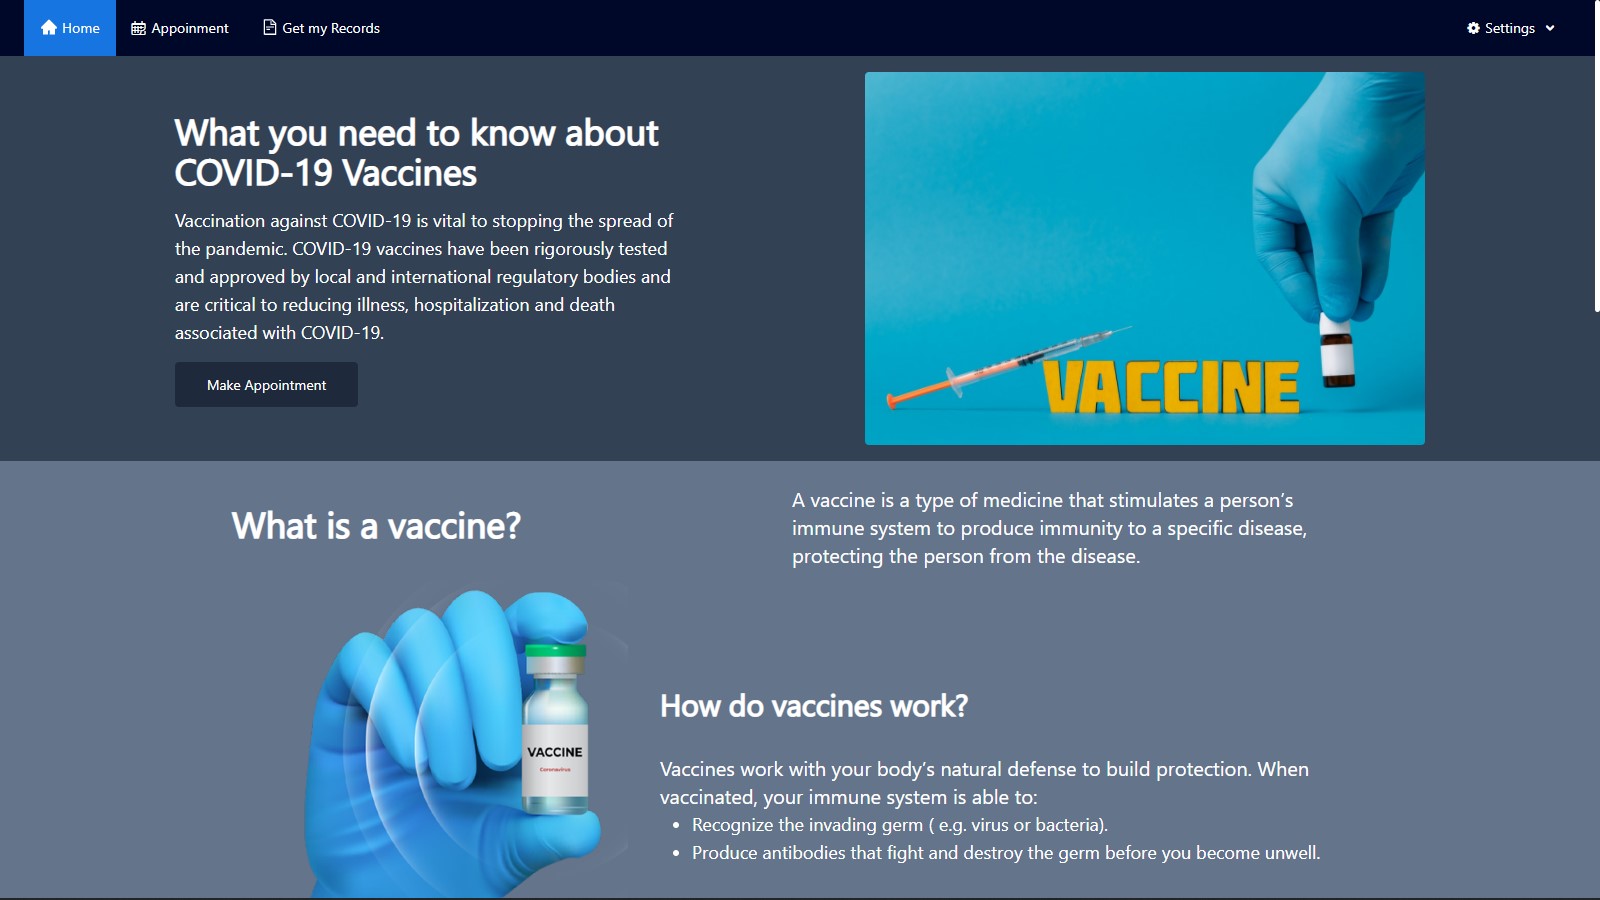 Home
Appoinment
Get my Records
Settings
What you need to know about
COVID-19 Vaccines
Vaccination against COVID-19 is vital to stopping the spread of
the pandemic. COVID-19 vaccines have been rigorously tested
and approved by local and international regulatory bodies and
are critical to reducing illness, hospitalization and death
associated with COVID-19.
Make Appointment
VACCINE
What is a vaccine?
A vaccine is a type of medicine that stimulates a person’s
immune system to produce immunity to a specific disease,
protecting the person from the disease.
VACCINE
Coronavirus
How do vaccines work?
Vaccines work with your body’s natural defense to build protection. When
vaccinated, your immune system is able to:
• Recognize the invading germ ( e.g. virus or bacteria).
• Produce antibodies that fight and destroy the germ before you become unwell.